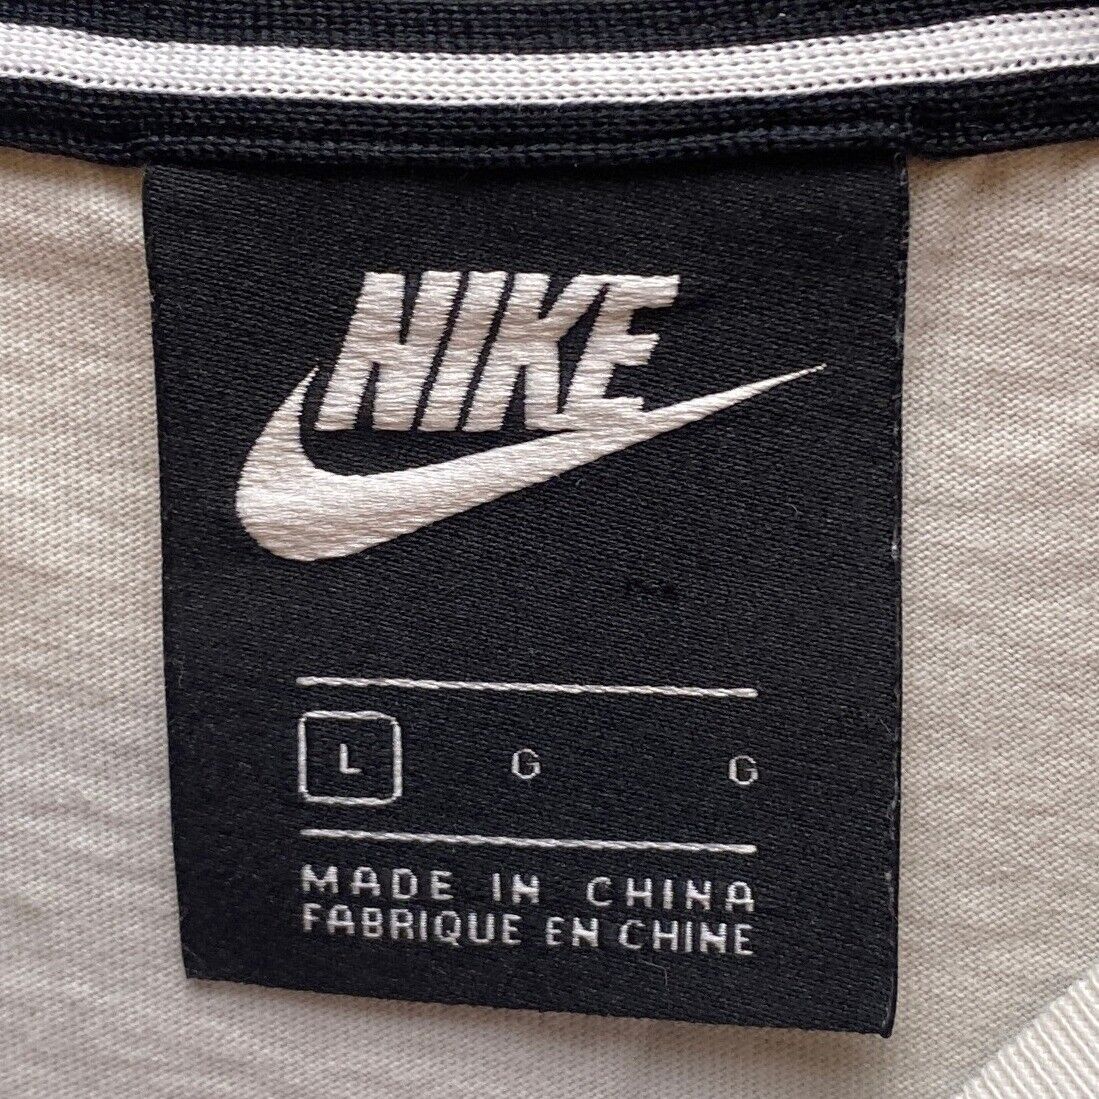 NIKE
L G G
MADE IN CHINA
FABRIQUE EN CHINE